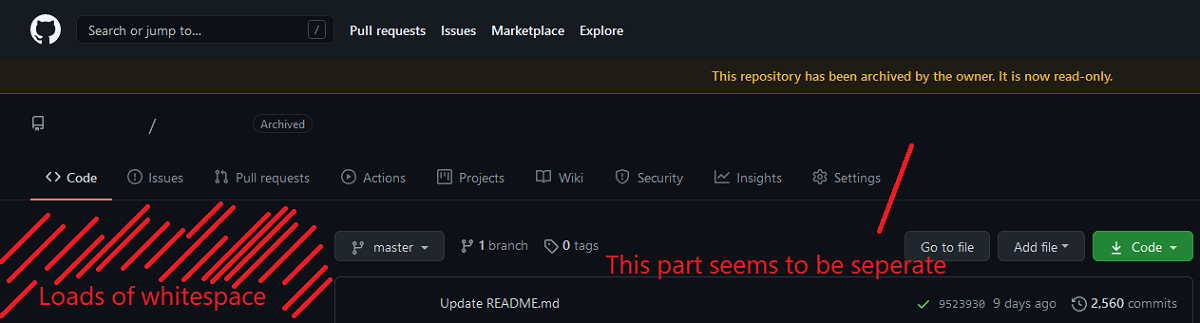 Search or jump to... / Pull requests Issues Marketplace Explore
This repository has been archived by the owner. It is now read-only.
/ Archived
Code Issues Pull requests Actions Projects Wiki Security Insights Settings
master 1 branch 0 tags Go to file Add file Code
This part seems to be seperate
Loads of whitespace
Update README.md 9523930 9 days ago 2,560 commits